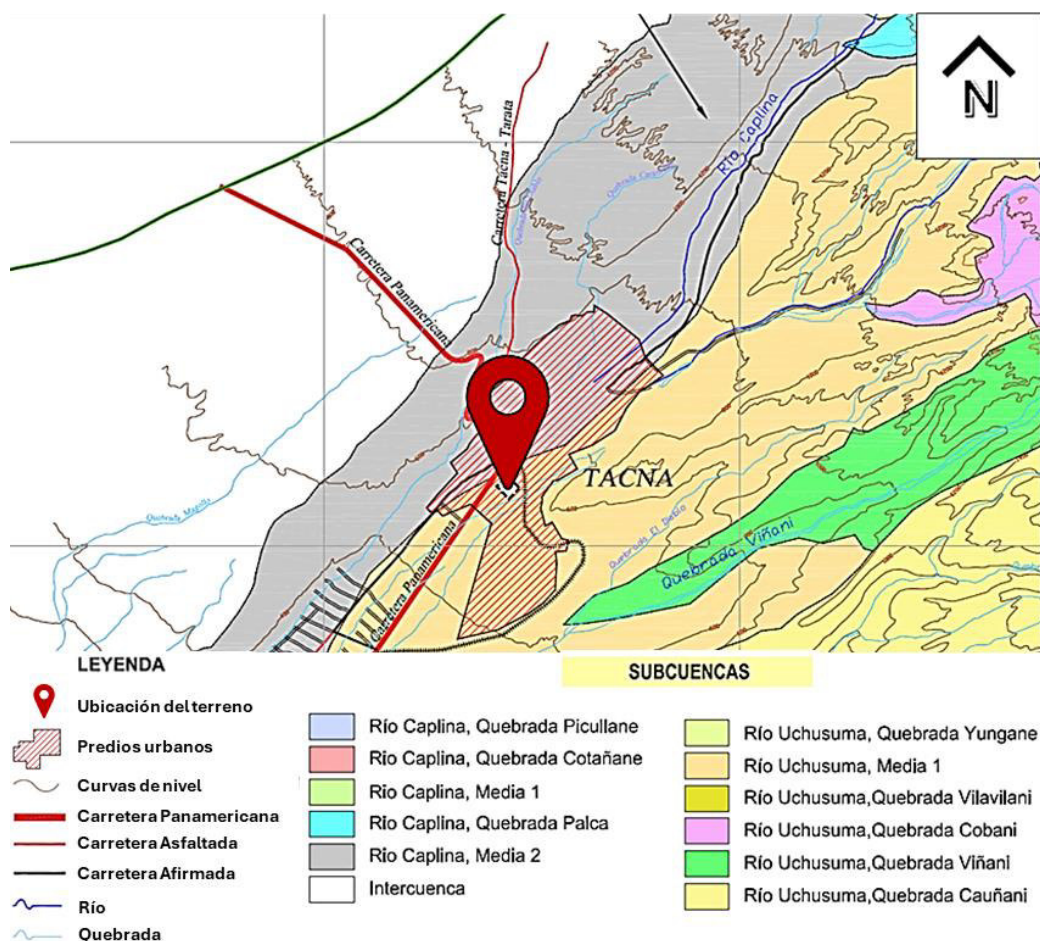 N
Río Caplina
Carretera Tacna - Tarata
Carretera Panamericana
TACNA
Quebrada El Diablo
Quebrada Viñani
Carretera Panamericana
LEYENDA
Ubicación del terreno
Predios urbanos
Curvas de nivel
Carretera Panamericana
Carretera Asfaltada
Carretera Afirmada
Río
Quebrada
SUBCUENCAS
Río Caplina, Quebrada Picullane
Río Caplina, Quebrada Cotañane
Río Caplina, Media 1
Río Caplina, Quebrada Palca
Río Caplina, Media 2
Intercuenca
Río Uchusuma, Quebrada Yungane
Río Uchusuma, Media 1
Río Uchusuma,Quebrada Vilavilani
Río Uchusuma,Quebrada Cobani
Río Uchusuma,Quebrada Viñani
Río Uchusuma,Quebrada Cauñani